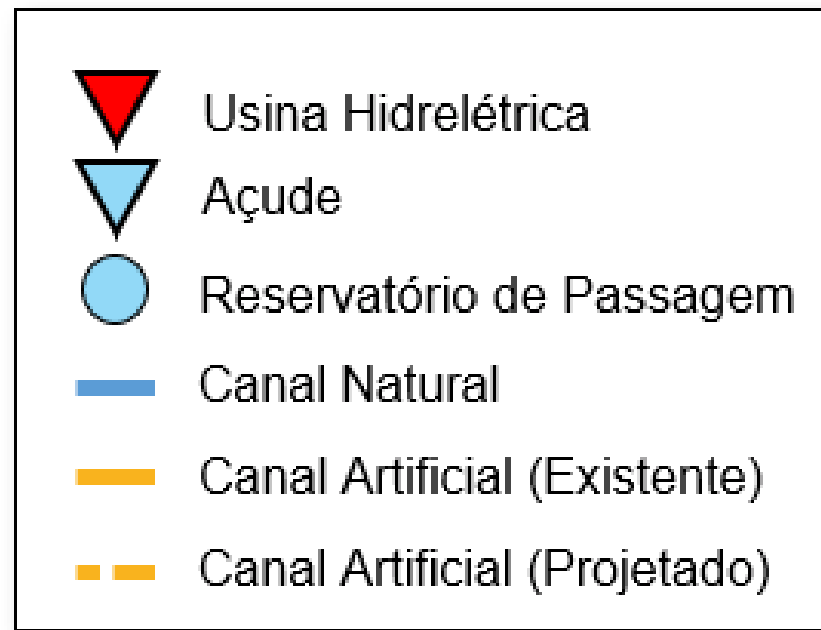 Usina Hidrelétrica
Açude
Reservatório de Passagem
Canal Natural
Canal Artificial (Existente)
Canal Artificial (Projetado)